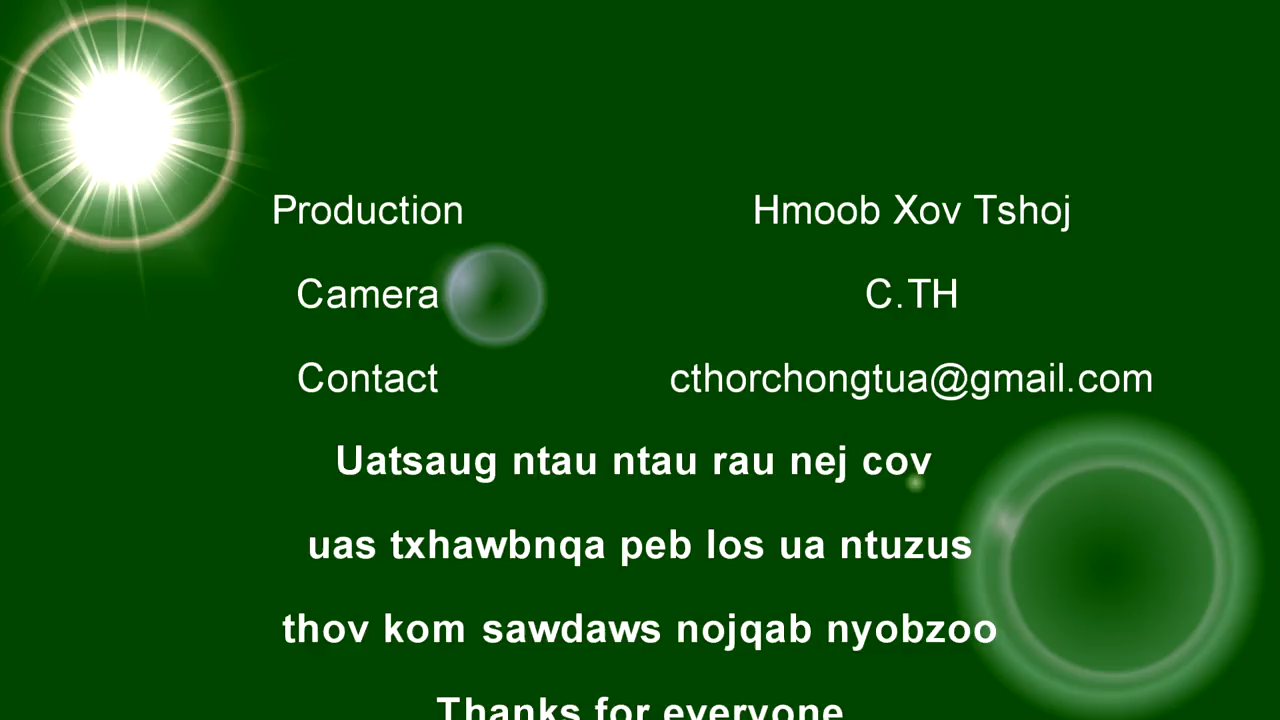 Production Hmoob Xov Tshoj
Camera C.TH
Contact cthorchongtua@gmail.com
Uatsaug ntau ntau rau nej cov
uas txhawbnqa peb los ua ntuzus
thov kom sawdaws nojqab nyobzoo
Thanks for everyone